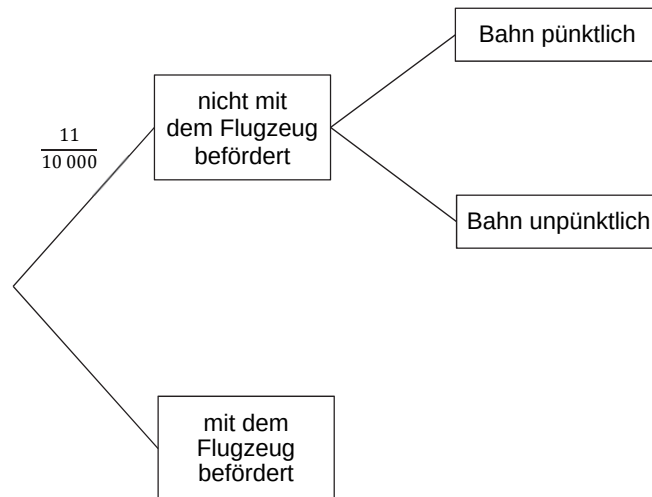 Bahn pünktlich
nicht mit
dem Flugzeug
befördert
11
10 000
Bahn unpünktlich
mit dem
Flugzeug
befördert